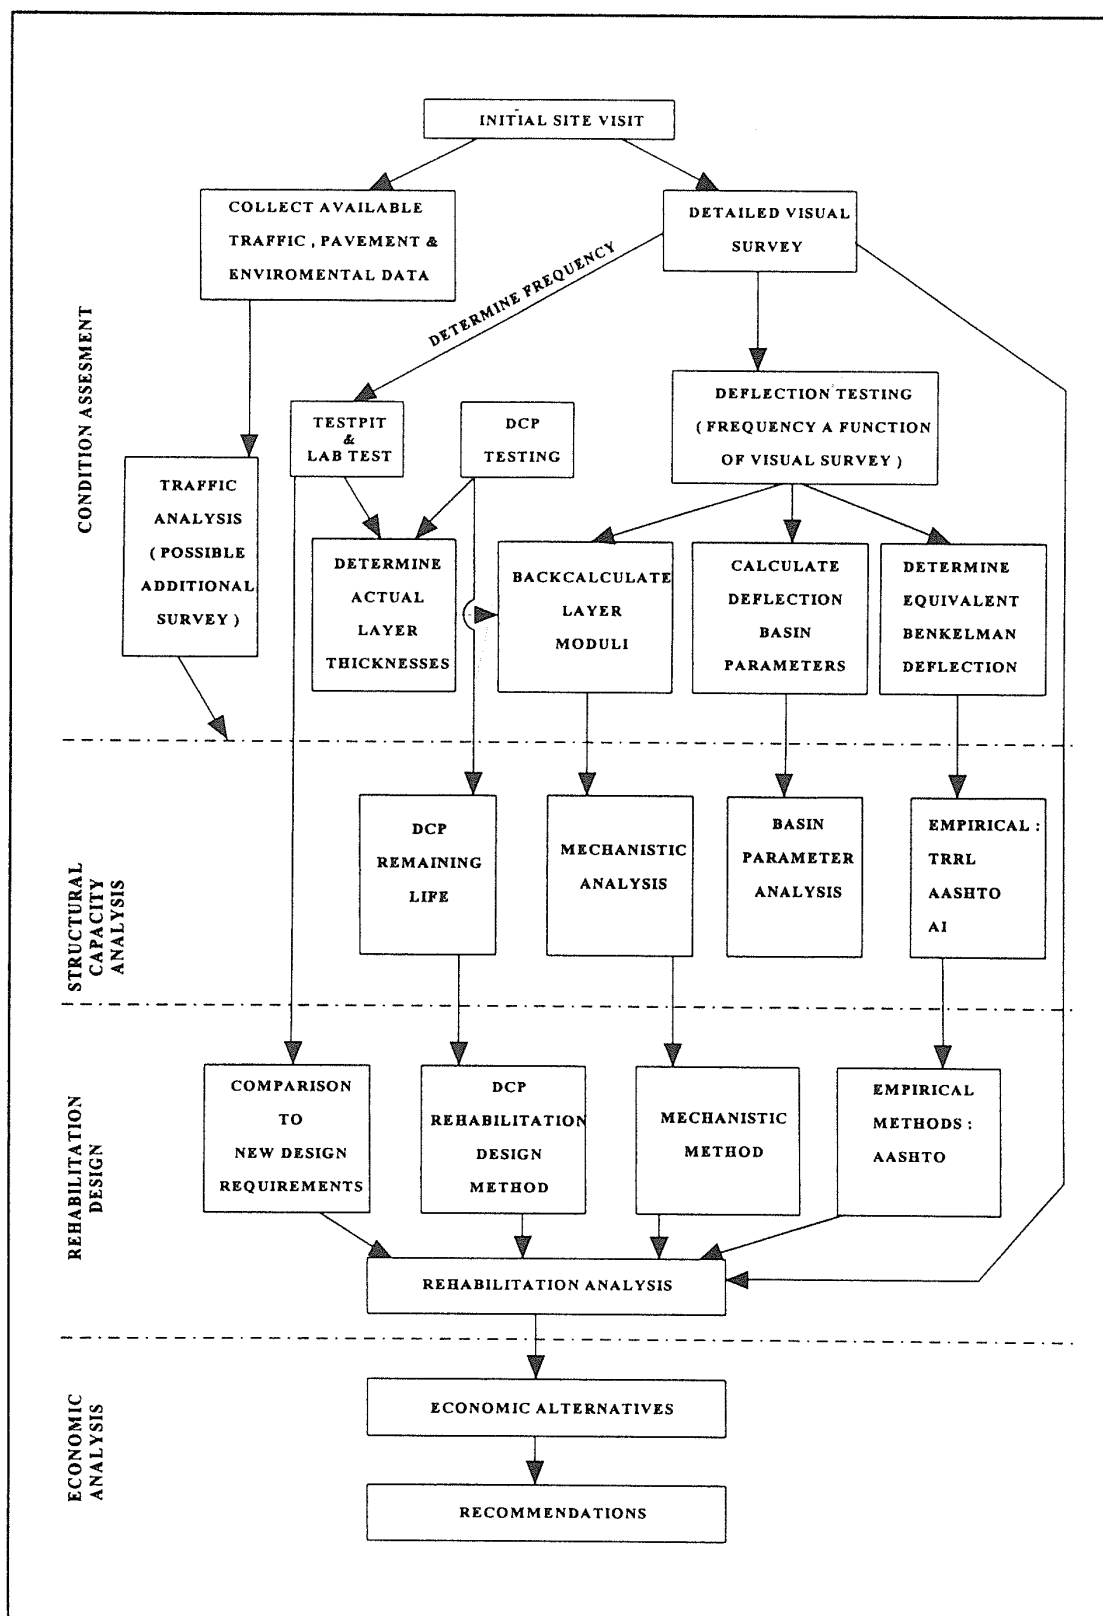 INITIAL SITE VISIT
COLLECT AVAILABLE
TRAFFIC, PAVEMENT &
ENVIROMENTAL DATA
DETAILED VISUAL
SURVEY
DETERMINE FREQUENCY
CONDITION ASSESMENT
TESTPIT
&
LAB TEST
DCP
TESTING
DEFLECTION TESTING
( FREQUENCY A FUNCTION
OF VISUAL SURVEY )
TRAFFIC
ANALYSIS
( POSSIBLE
ADDITIONAL
SURVEY )
DETERMINE
ACTUAL
LAYER
THICKNESSES
BACKCALCULATE
LAYER
MODULI
CALCULATE
DEFLECTION
BASIN
PARAMETERS
DETERMINE
EQUIVALENT
BENKELMAN
DEFLECTION
STRUCTURAL
CAPACITY
ANALYSIS
DCP
REMAINING
LIFE
MECHANISTIC
ANALYSIS
BASIN
PARAMETER
ANALYSIS
EMPIRICAL :
TRRL
AASHTO
AI
REHABILITATION
DESIGN
COMPARISON
TO
NEW DESIGN
REQUIREMENTS
DCP
REHABILITATION
DESIGN
METHOD
MECHANISTIC
METHOD
EMPIRICAL
METHODS :
AASHTO
REHABILITATION ANALYSIS
ECONOMIC
ANALYSIS
ECONOMIC ALTERNATIVES
RECOMMENDATIONS